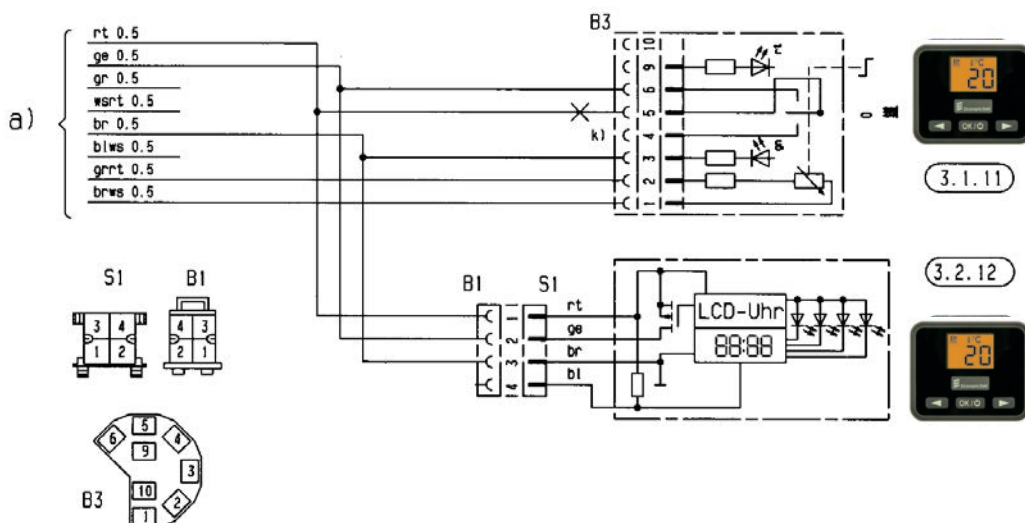 B3
rt 0.5
ge 0.5
gr 0.5
wsrt 0.5
br 0.5
blws 0.5
grrt 0.5
brws 0.5
a)
k)
10
9
6
5
4
3
2
1
0
°C
20
OK/
3.1.11
B1
S1
1
2
3
4
rt
ge
br
bl
LCD-Uhr
88:88
3.2.12
°C
20
OK/
S1
3 4
1 2
B1
4 3
2 1
B3
5
6
4
9
3
10
2
1